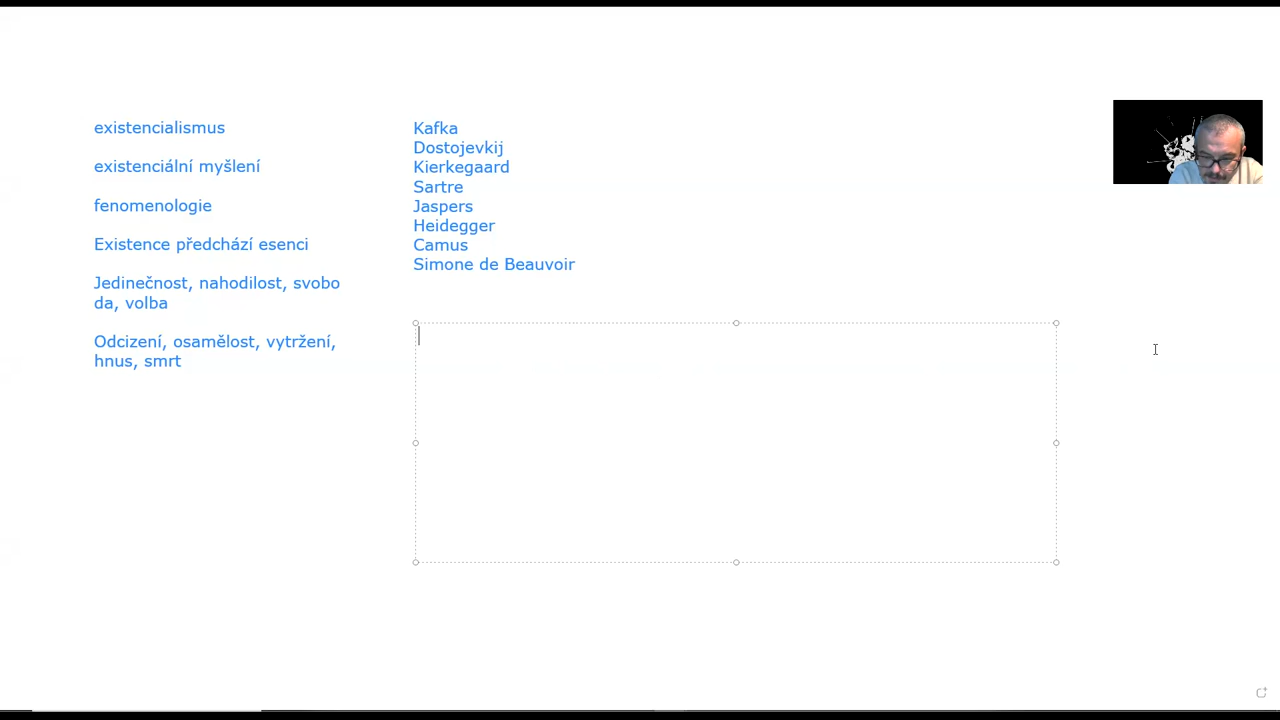 existencialismus
existenciální myšlení
fenomenologie
Existence předchází esenci
Jedinečnost, nahodilost, svobo
da, volba
Odcizení, osamělost, vytržení,
hnus, smrt
Kafka
Dostojevkij
Kierkegaard
Sartre
Jaspers
Heidegger
Camus
Simone de Beauvoir